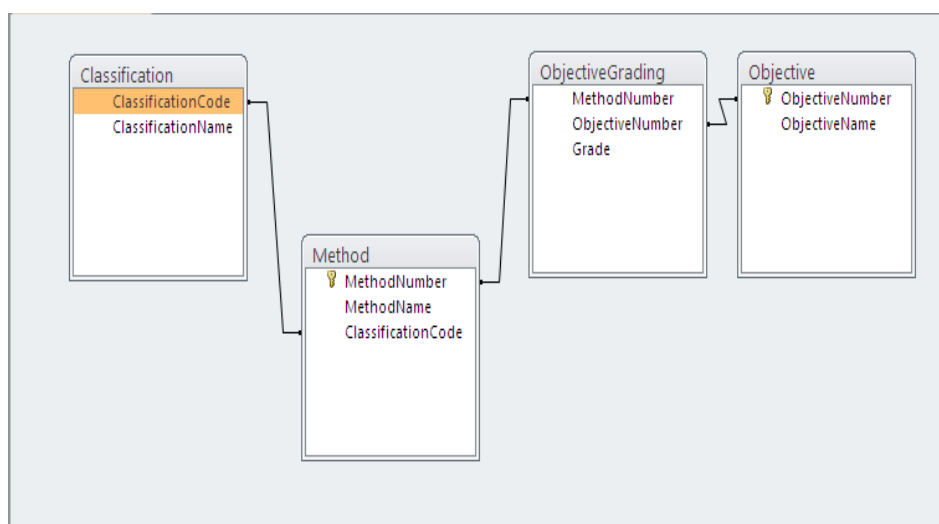 Classification
ClassificationCode
ClassificationName
Method
MethodNumber
MethodName
ClassificationCode
ObjectiveGrading
MethodNumber
ObjectiveNumber
Grade
Objective
ObjectiveNumber
ObjectiveName